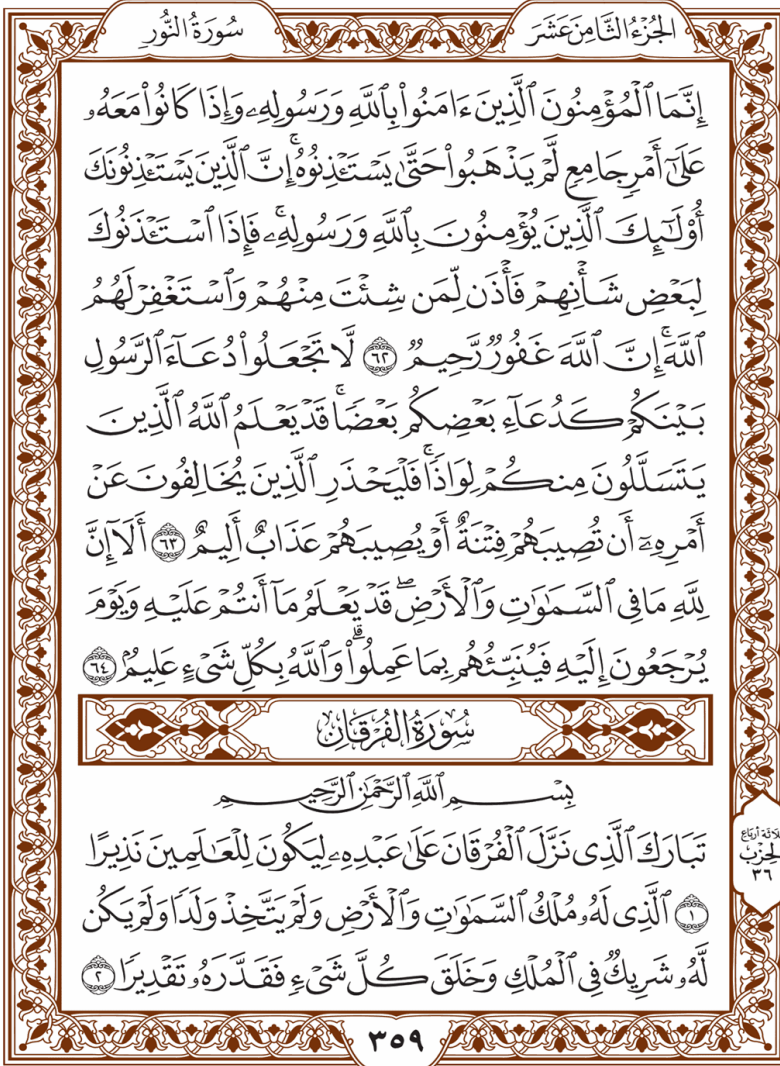 الجُزْءُ الثَّامِنَ عَشَرَ
سُورَةُ النُّورِ
إِنَّمَا ٱلْمُؤْمِنُونَ ٱلَّذِينَ ءَامَنُوا۟ بِٱللَّهِ وَرَسُولِهِۦ وَإِذَا كَانُوا۟ مَعَهُۥ
عَلَىٰٓ أَمْرٍ جَامِعٍ لَّمْ يَذْهَبُوا۟ حَتَّىٰ يَسْتَـْٔذِنُوهُ ۚ إِنَّ ٱلَّذِينَ يَسْتَـْٔذِنُونَكَ
أُو۟لَـٰٓئِكَ ٱلَّذِينَ يُؤْمِنُونَ بِٱللَّهِ وَرَسُولِهِۦ ۚ فَإِذَا ٱسْتَـْٔذَنُوكَ
لِبَعْضِ شَأْنِهِمْ فَأْذَن لِّمَن شِئْتَ مِنْهُمْ وَٱسْتَغْفِرْ لَهُمُ
ٱللَّهَ ۚ إِنَّ ٱللَّهَ غَفُورٌ رَّحِيمٌ ٦٢ لَّا تَجْعَلُوا۟ دُعَآءَ ٱلرَّسُولِ
بَيْنَكُمْ كَدُعَآءِ بَعْضِكُم بَعْضًا ۚ قَدْ يَعْلَمُ ٱللَّهُ ٱلَّذِينَ
يَتَسَلَّلُونَ مِنكُمْ لِوَاذًا ۚ فَلْيَحْذَرِ ٱلَّذِينَ يُخَالِفُونَ عَنْ
أَمْرِهِۦٓ أَن تُصِيبَهُمْ فِتْنَةٌ أَوْ يُصِيبَهُمْ عَذَابٌ أَلِيمٌ ٦٣ أَلَآ إِنَّ
لِلَّهِ مَا فِى ٱلسَّمَـٰوَٰتِ وَٱلْأَرْضِ ۖ قَدْ يَعْلَمُ مَآ أَنتُمْ عَلَيْهِ وَيَوْمَ
يُرْجَعُونَ إِلَيْهِ فَيُنَبِّئُهُم بِمَا عَمِلُوا۟ ۗ وَٱللَّهُ بِكُلِّ شَىْءٍ عَلِيمٌۢ ٦٤
سُورَةُ الفُرْقَانِ
بِسْمِ ٱللَّهِ ٱلرَّحْمَـٰنِ ٱلرَّحِيمِ
تَبَارَكَ ٱلَّذِى نَزَّلَ ٱلْفُرْقَانَ عَلَىٰ عَبْدِهِۦ لِيَكُونَ لِلْعَـٰلَمِينَ نَذِيرًا
١ ٱلَّذِى لَهُۥ مُلْكُ ٱلسَّمَـٰوَٰتِ وَٱلْأَرْضِ وَلَمْ يَتَّخِذْ وَلَدًا وَلَمْ يَكُن
لَّهُۥ شَرِيكٌ فِى ٱلْمُلْكِ وَخَلَقَ كُلَّ شَىْءٍ فَقَدَّرَهُۥ تَقْدِيرًا ٢
أرباع
الحِزْب
٣٦
٣٥٩